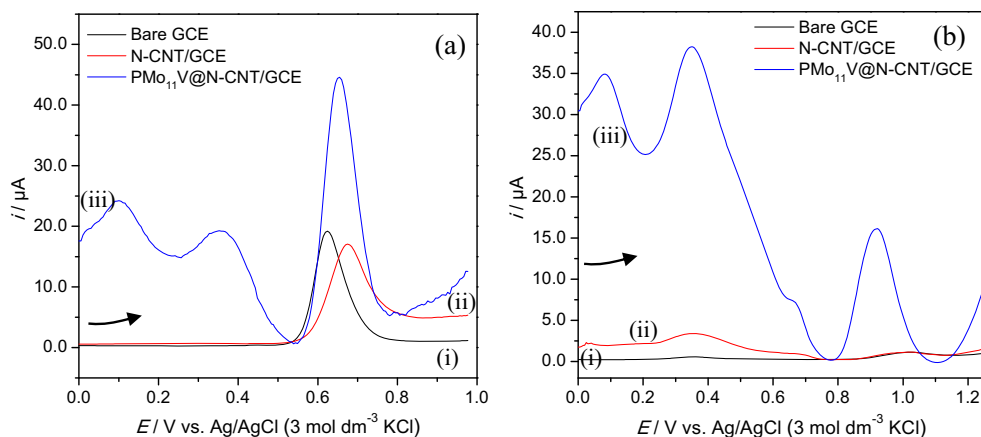 (a)
Bare GCE
N-CNT/GCE
PMo₁₁V@N-CNT/GCE
50.0
40.0
30.0
20.0
10.0
0.0
i / μA
(iii)
(ii)
(i)
0.0
0.2
0.4
0.6
0.8
1.0
E / V vs. Ag/AgCl (3 mol dm⁻³ KCl)
(b)
Bare GCE
N-CNT/GCE
PMo₁₁V@N-CNT/GCE
40.0
35.0
30.0
25.0
20.0
15.0
10.0
5.0
0.0
i / μA
(iii)
(ii)
(i)
0.0
0.2
0.4
0.6
0.8
1.0
1.2
E / V vs. Ag/AgCl (3 mol dm⁻³ KCl)